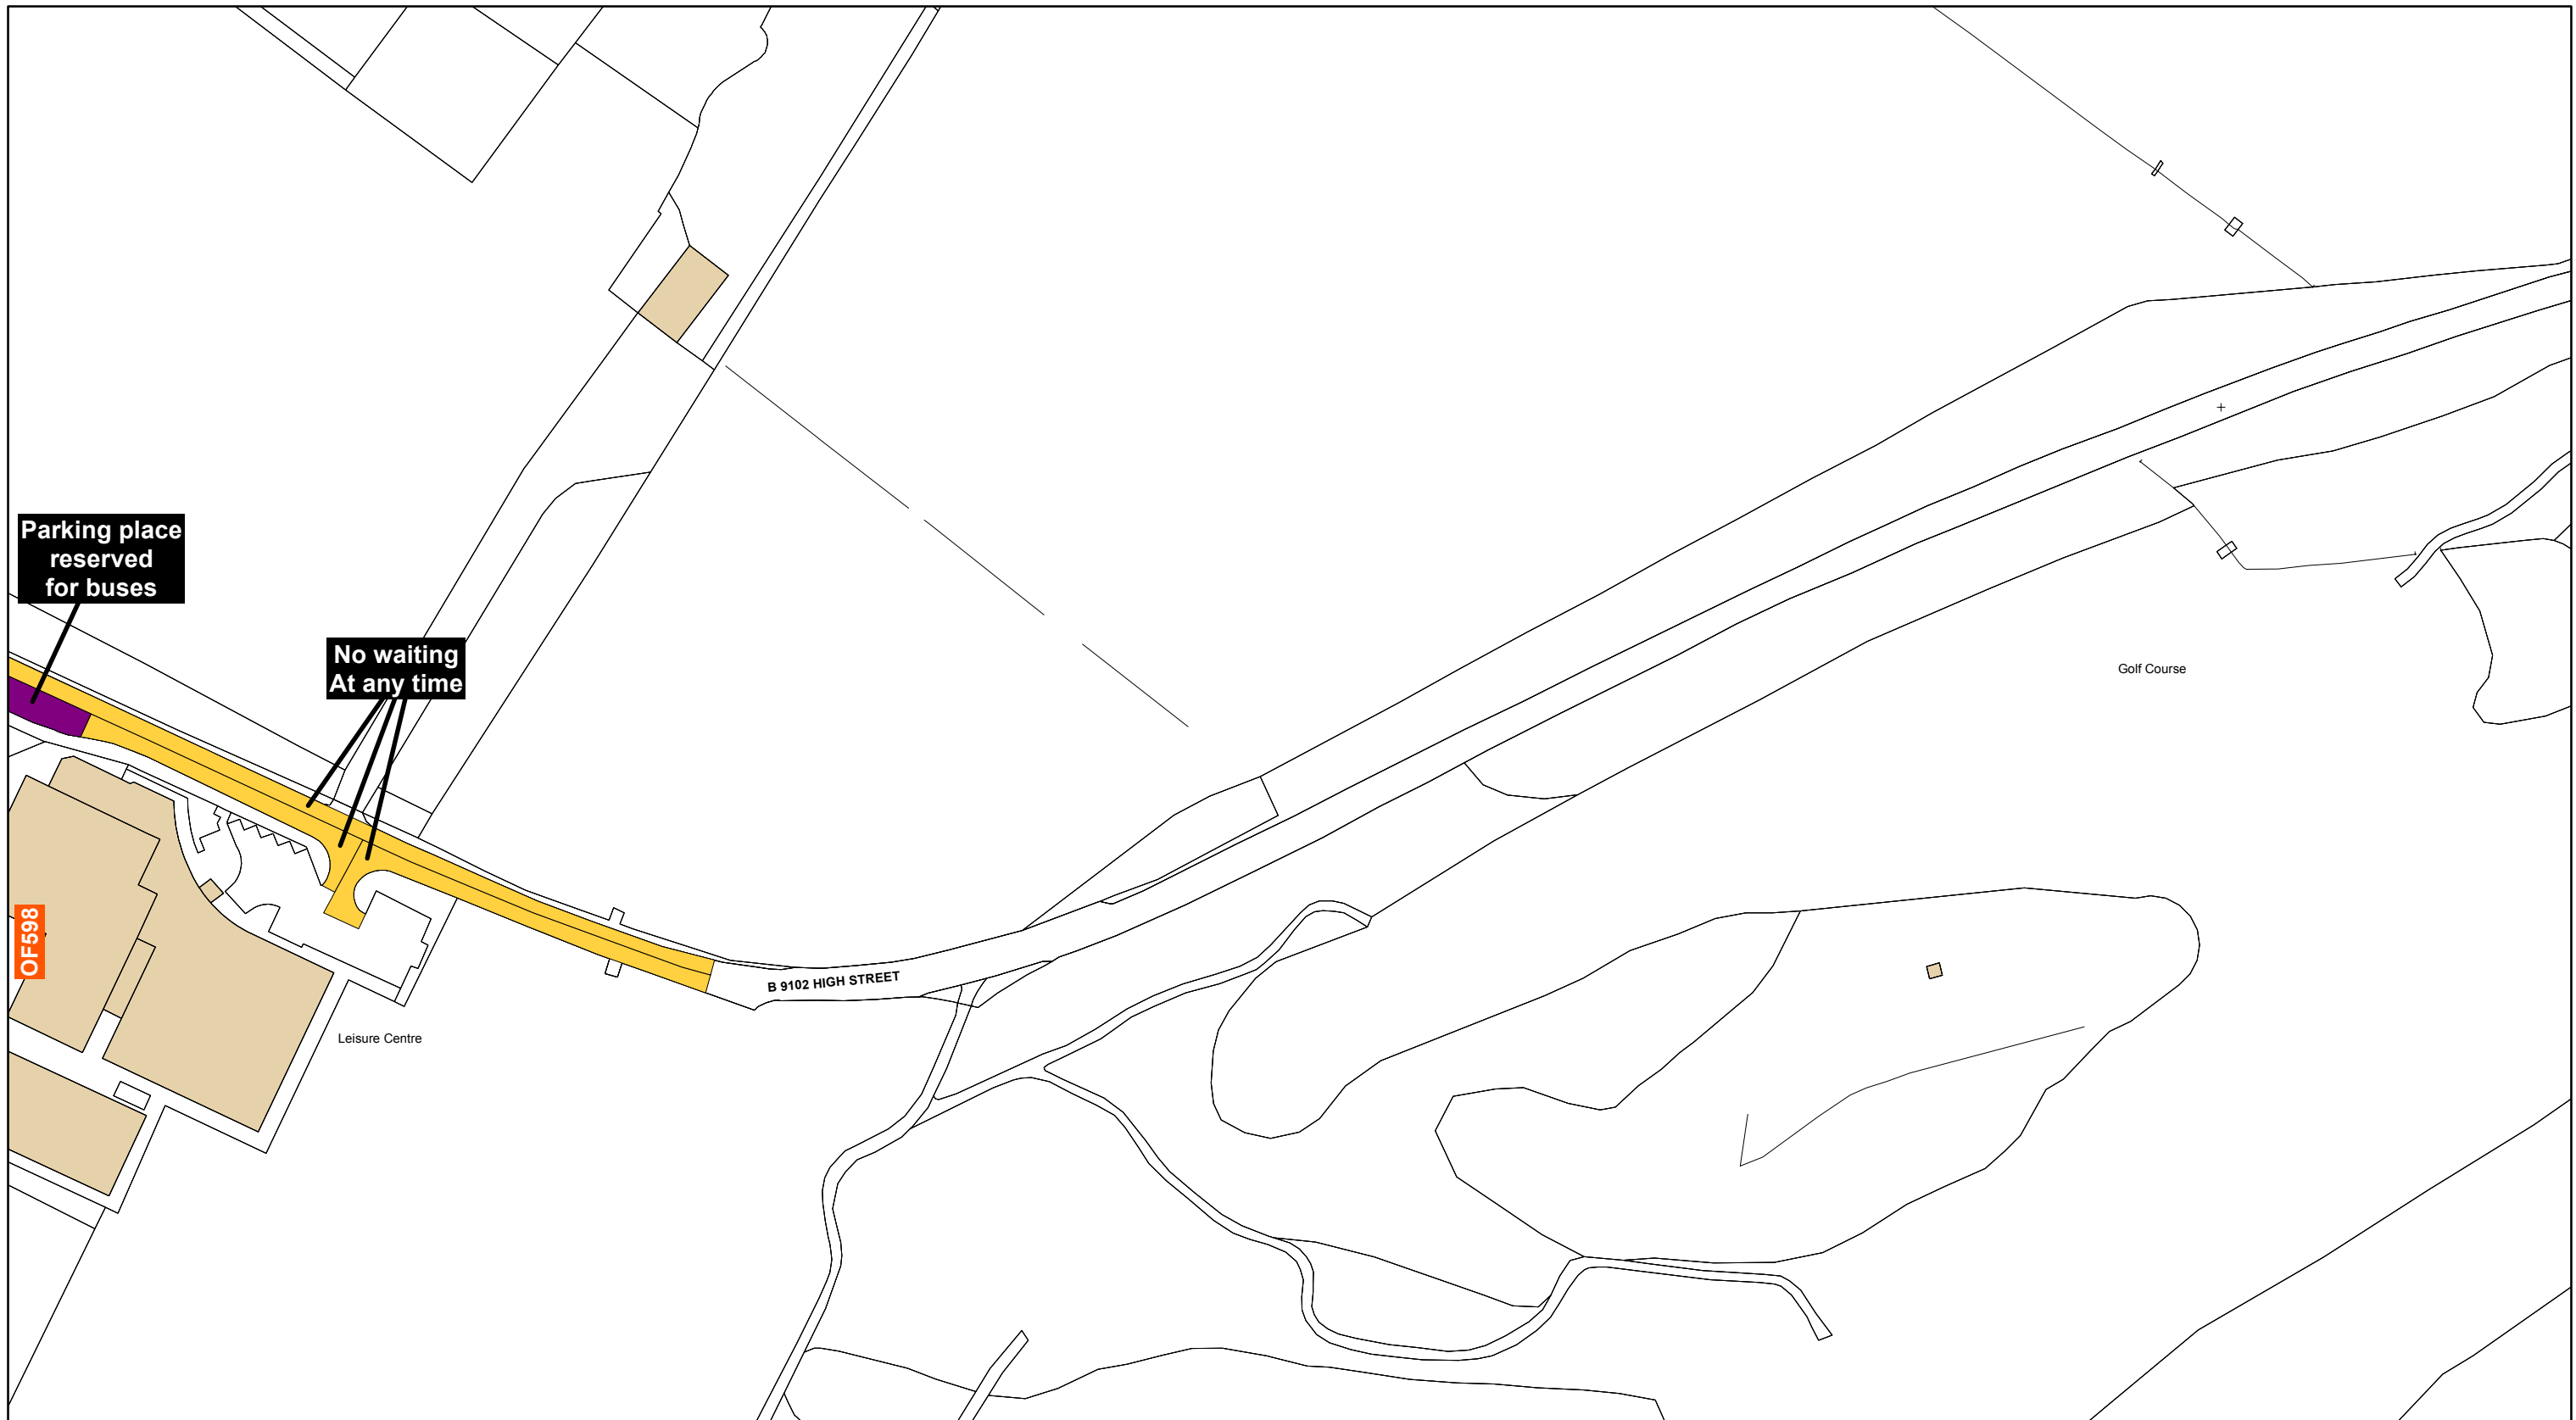 Parking place
reserved
for buses
No waiting
At any time
Golf Course
OF598
B 9102 HIGH STREET
Leisure Centre